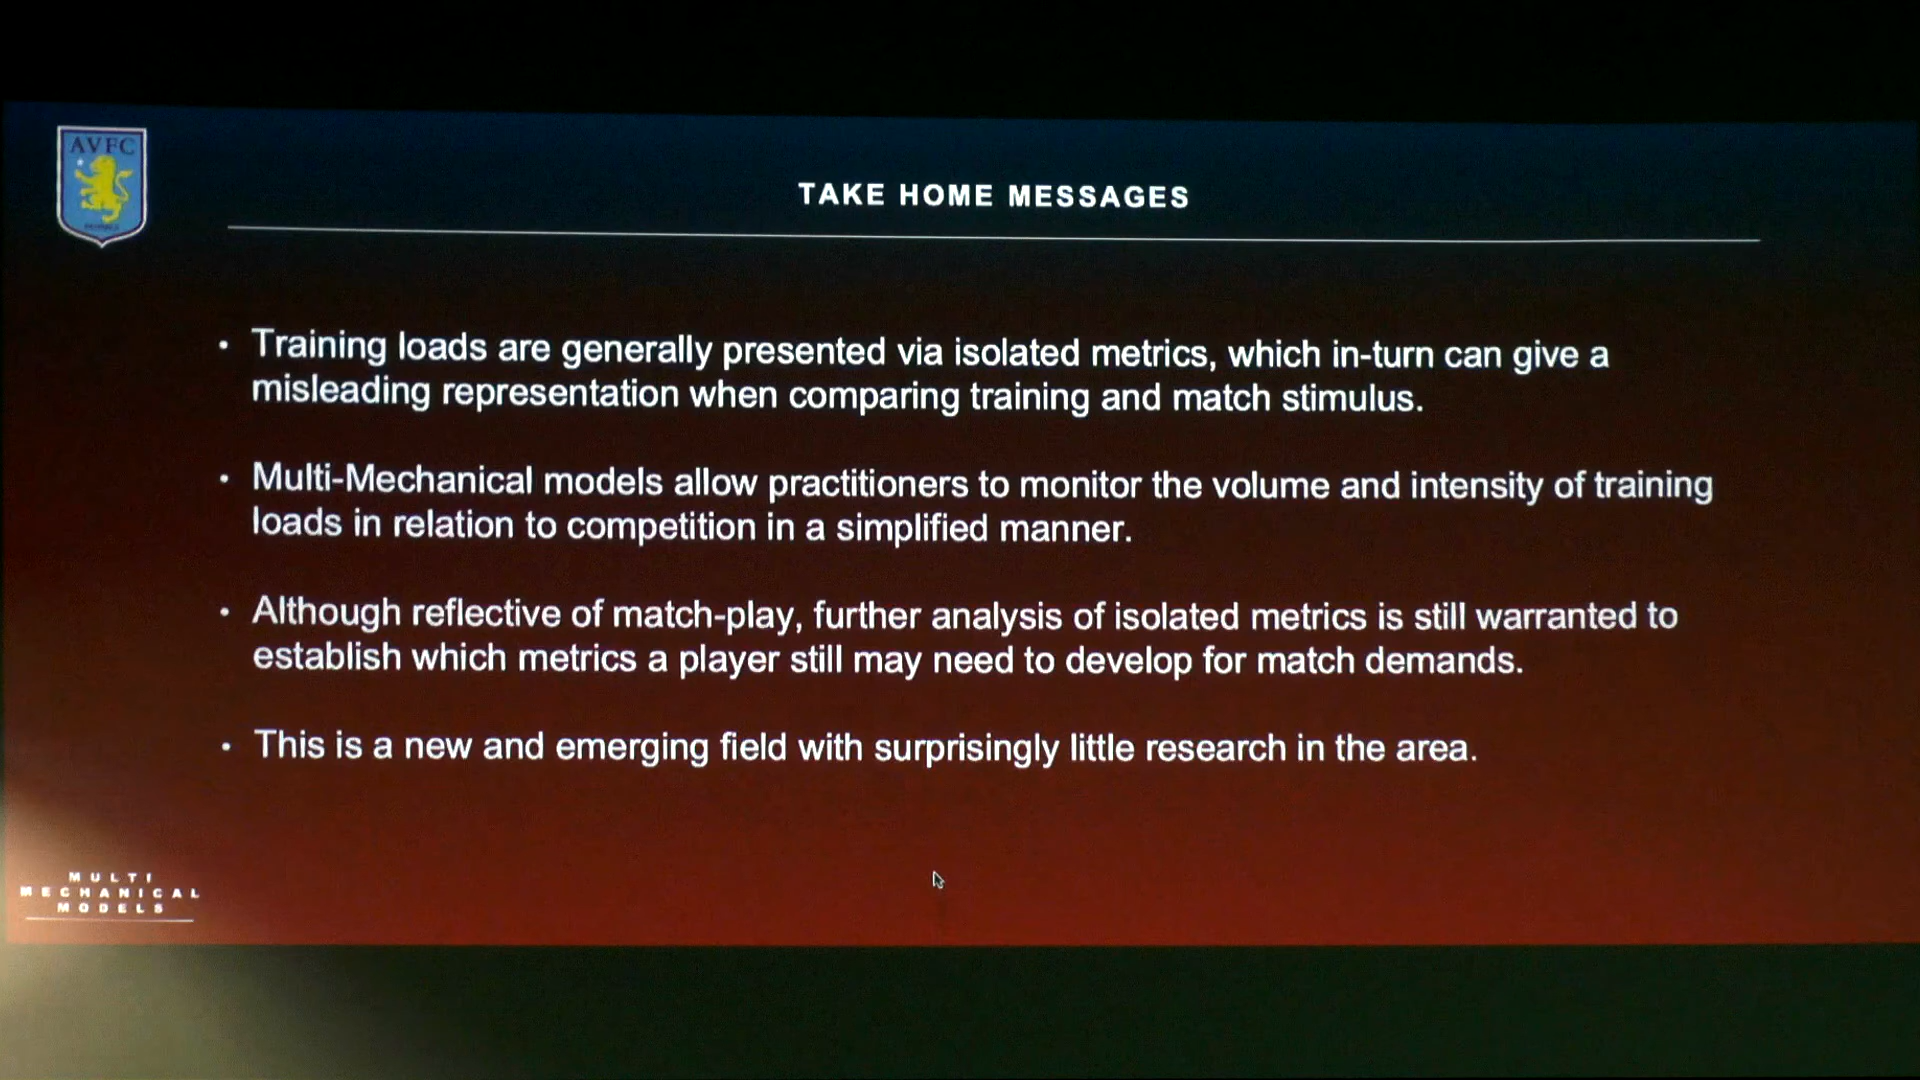 AVFC
TAKE HOME MESSAGES
• Training loads are generally presented via isolated metrics, which in-turn can give a
misleading representation when comparing training and match stimulus.
• Multi-Mechanical models allow practitioners to monitor the volume and intensity of training
loads in relation to competition in a simplified manner.
• Although reflective of match-play, further analysis of isolated metrics is still warranted to
establish which metrics a player still may need to develop for match demands.
• This is a new and emerging field with surprisingly little research in the area.
MULTI
MECHANICAL
MODELS